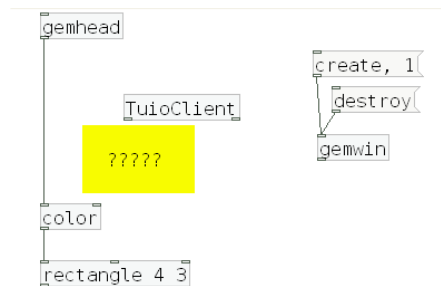 gemhead
create, 1
destroy
TuioClient
gemwin
?????
color
rectangle 4 3